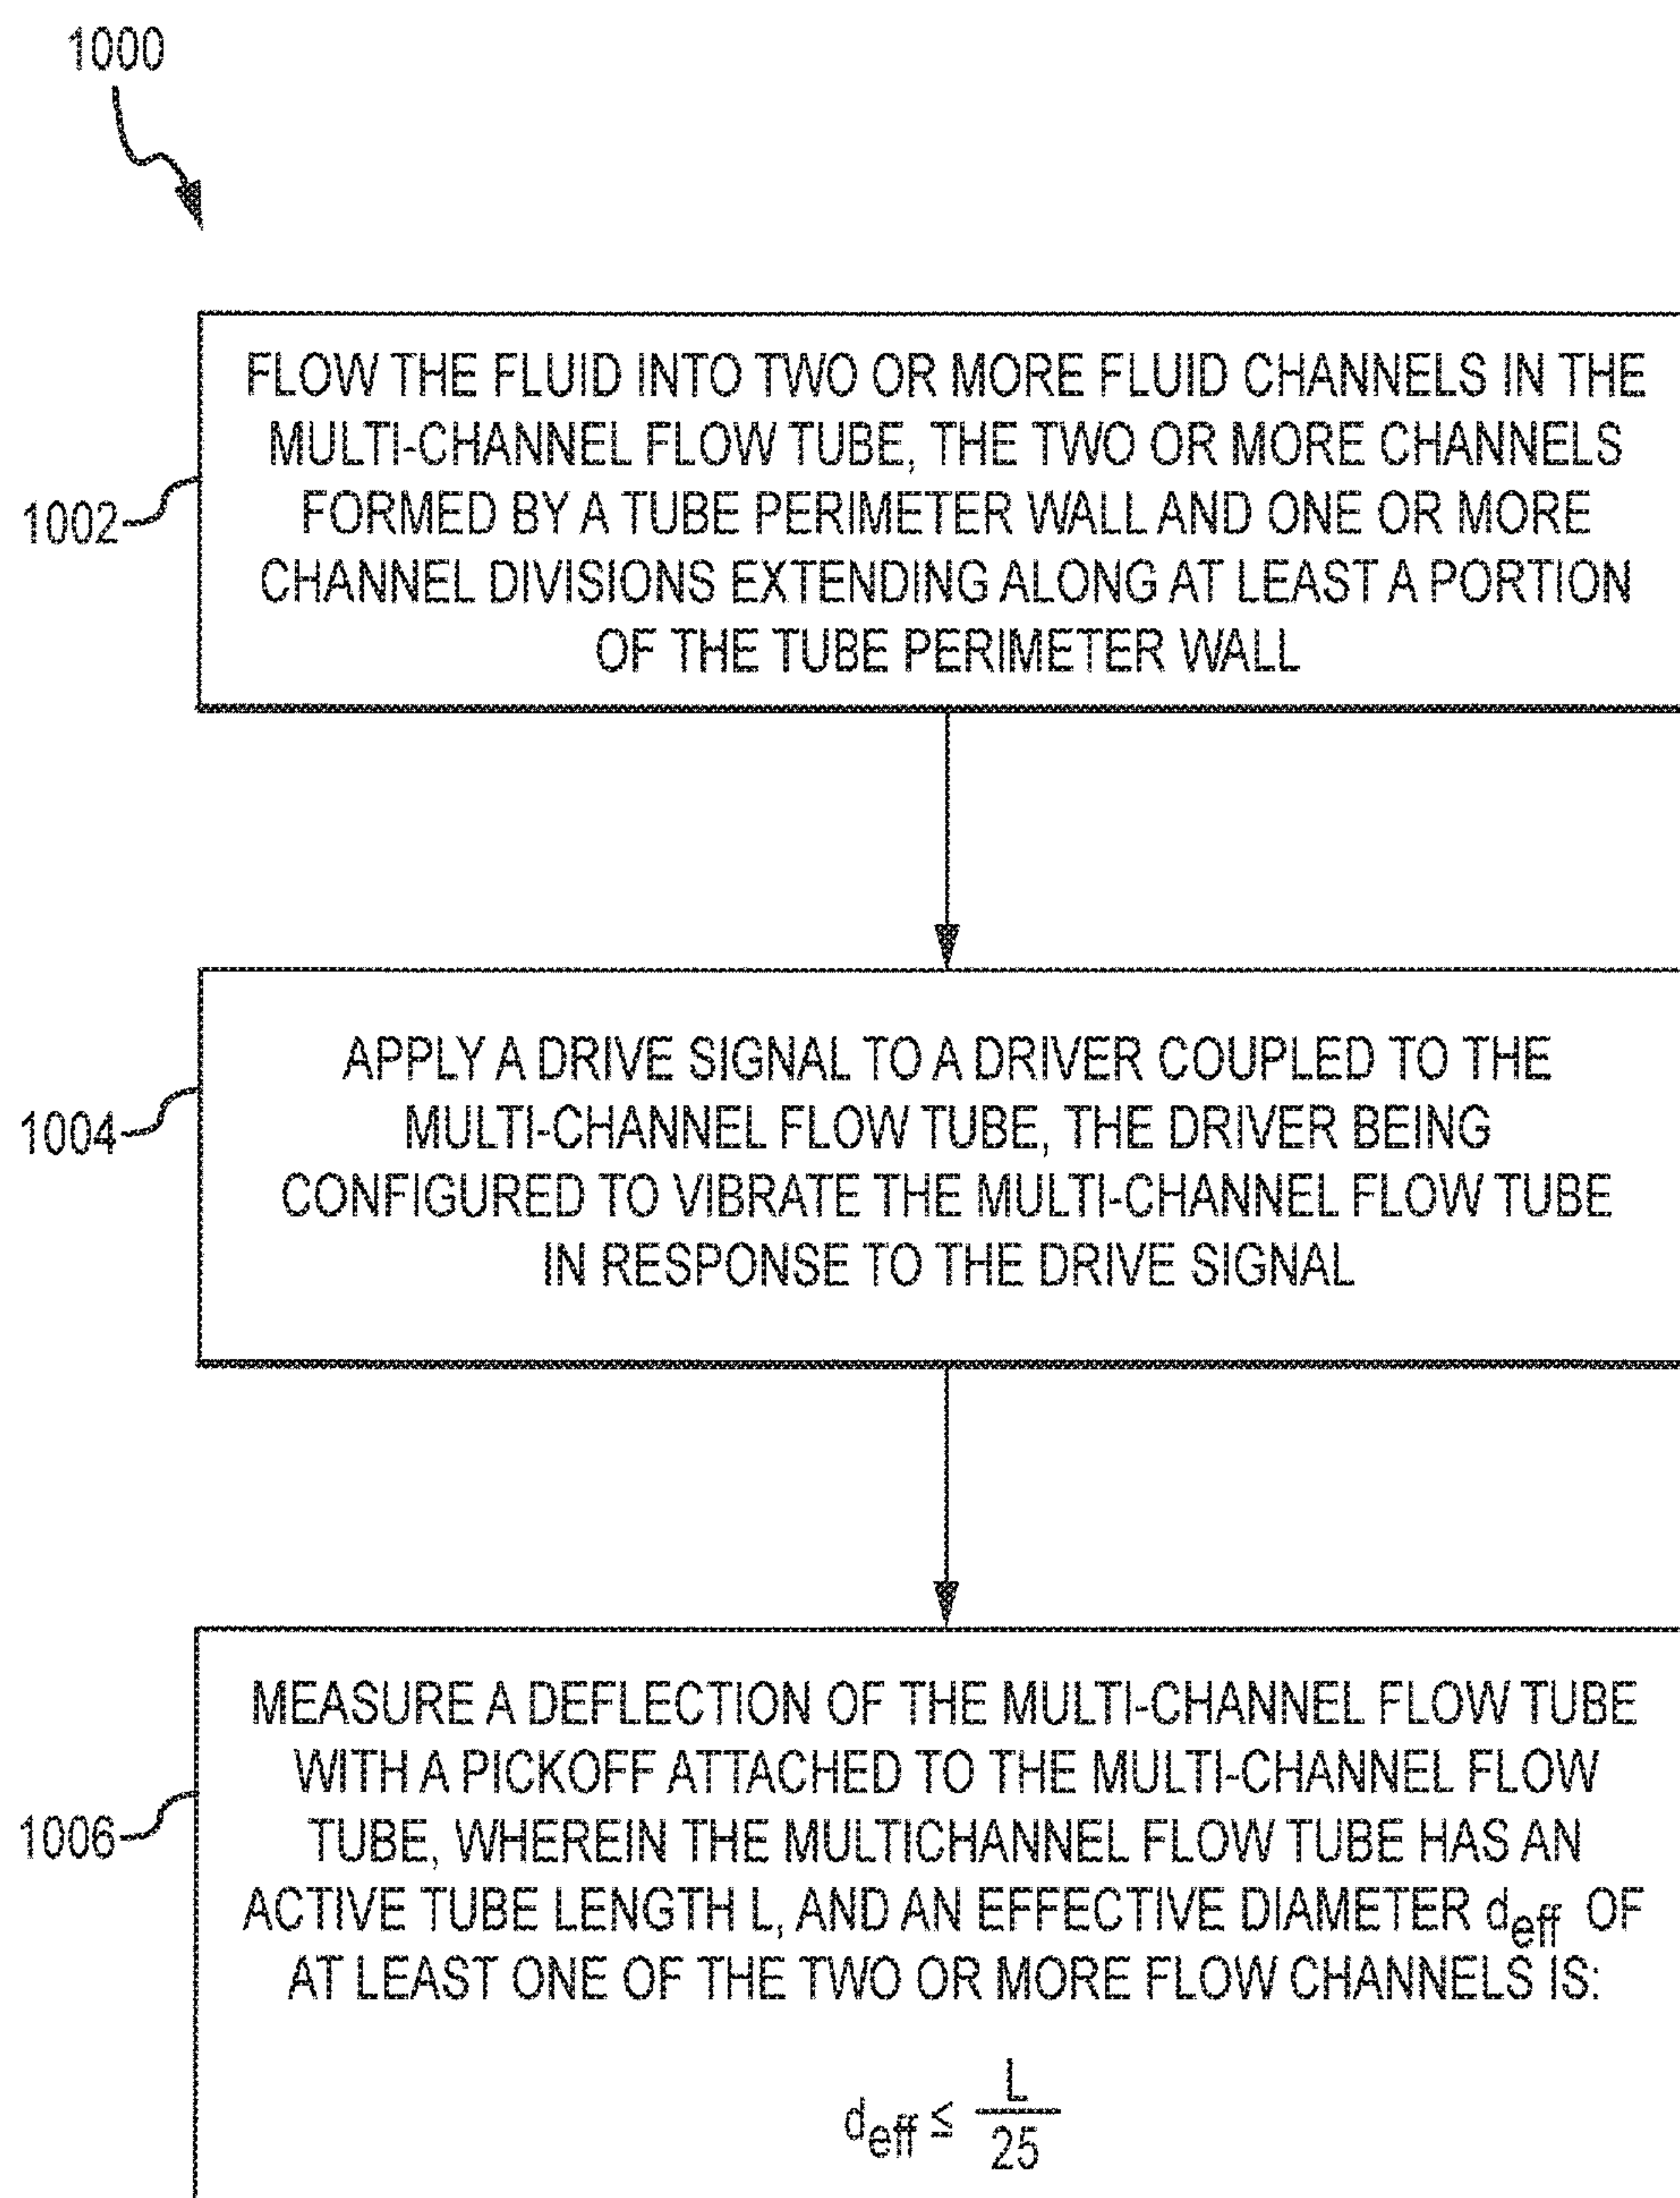 1000
1002
FLOW THE FLUID INTO TWO OR MORE FLUID CHANNELS IN THE
MULTI-CHANNEL FLOW TUBE, THE TWO OR MORE CHANNELS
FORMED BY A TUBE PERIMETER WALL AND ONE OR MORE
CHANNEL DIVISIONS EXTENDING ALONG AT LEAST A PORTION
OF THE TUBE PERIMETER WALL
1004
APPLY A DRIVE SIGNAL TO A DRIVER COUPLED TO THE
MULTI-CHANNEL FLOW TUBE, THE DRIVER BEING
CONFIGURED TO VIBRATE THE MULTI-CHANNEL FLOW TUBE
IN RESPONSE TO THE DRIVE SIGNAL
1006
MEASURE A DEFLECTION OF THE MULTI-CHANNEL FLOW TUBE
WITH A PICKOFF ATTACHED TO THE MULTI-CHANNEL FLOW
TUBE, WHEREIN THE MULTICHANNEL FLOW TUBE HAS AN
ACTIVE TUBE LENGTH L, AND AN EFFECTIVE DIAMETER deff OF
AT LEAST ONE OF THE TWO OR MORE FLOW CHANNELS IS:
deff ≤ L/25